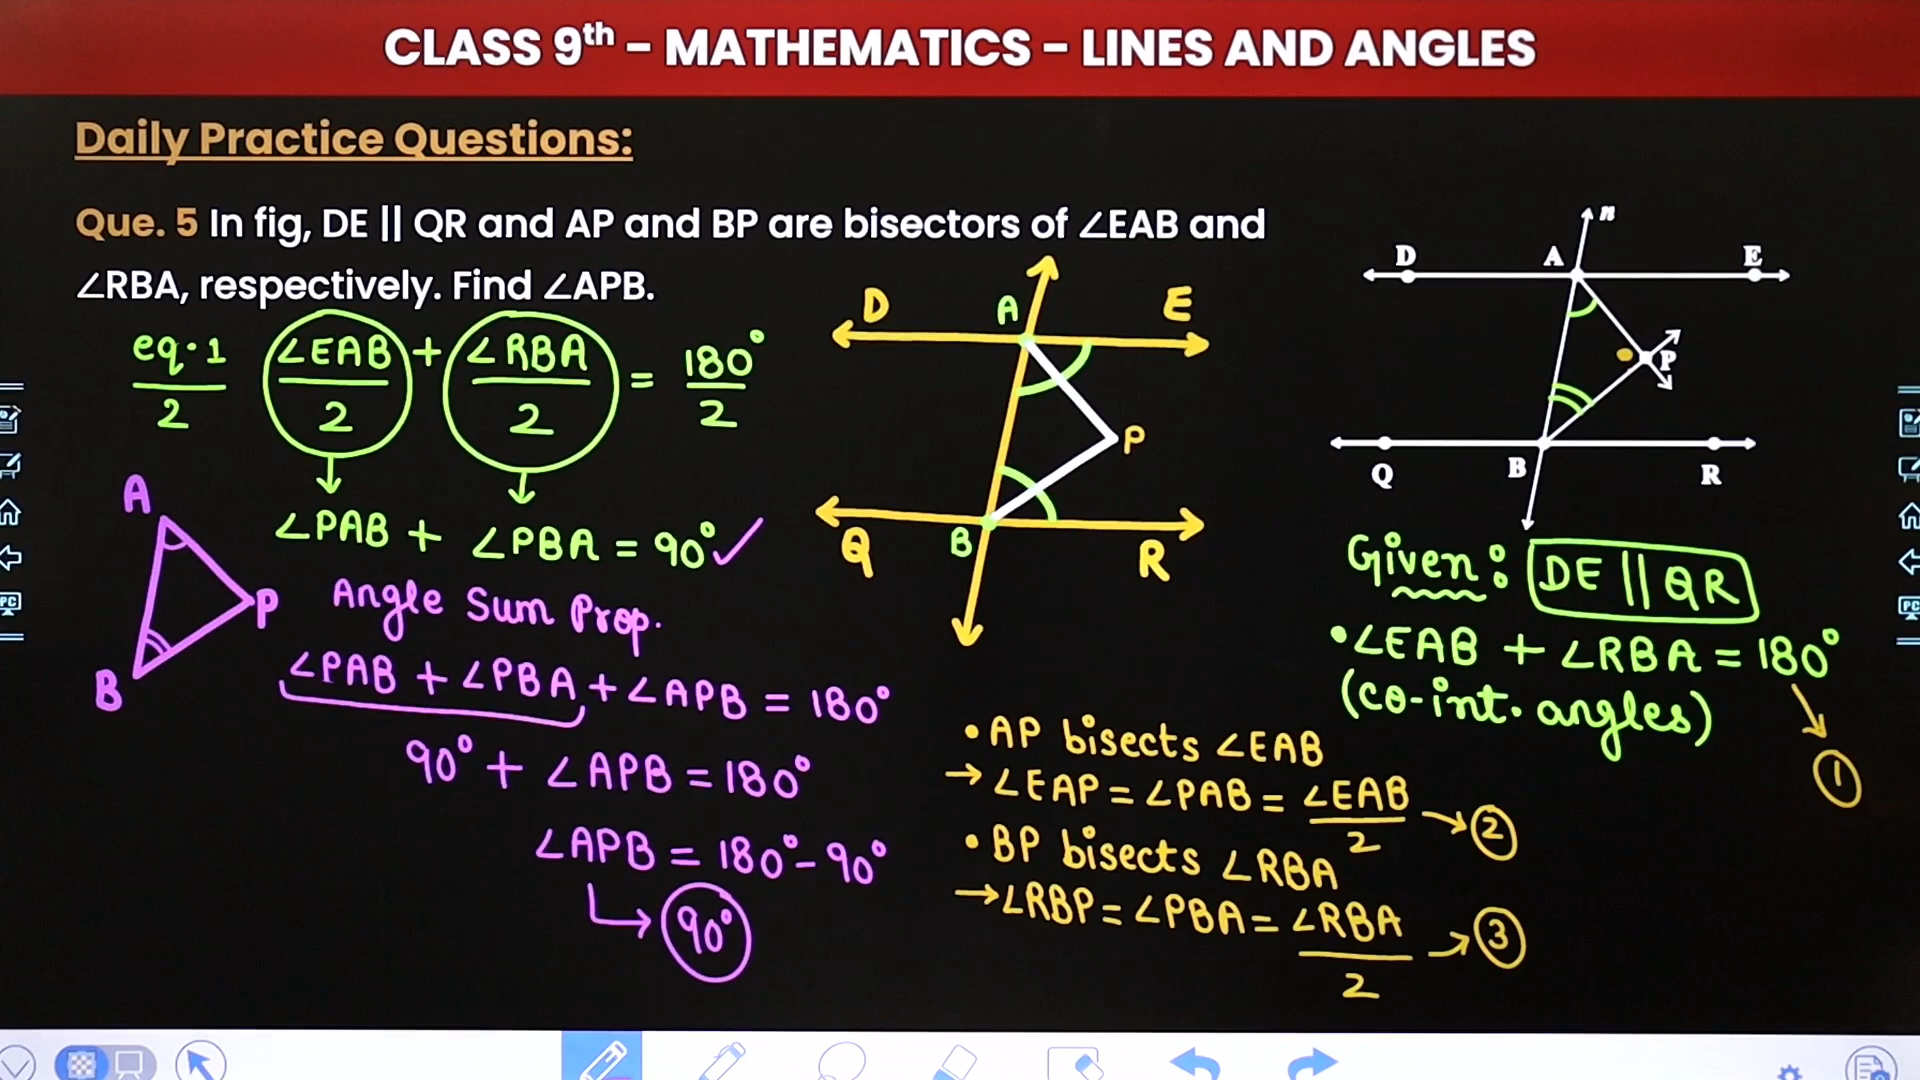 CLASS 9th – MATHEMATICS – LINES AND ANGLES
Daily Practice Questions:
Que. 5 In fig, DE || QR and AP and BP are bisectors of ∠EAB and
∠RBA, respectively. Find ∠APB.
eq.1/2 ∠EAB/2 + ∠RBA/2 = 180°/2
∠PAB + ∠PBA = 90° ✓
A
P
B
Angle Sum Prop.
∠PAB + ∠PBA + ∠APB = 180°
90° + ∠APB = 180°
∠APB = 180° – 90°
90°
D A E
P
Q B R
n
D A E
P
Q B R
Given: DE || QR
• ∠EAB + ∠RBA = 180°
(co-int. angles)
1
• AP bisects ∠EAB
→ ∠EAP = ∠PAB = ∠EAB/2 → 2
• BP bisects ∠RBA
→ ∠RBP = ∠PBA = ∠RBA/2 → 3
PC
PC